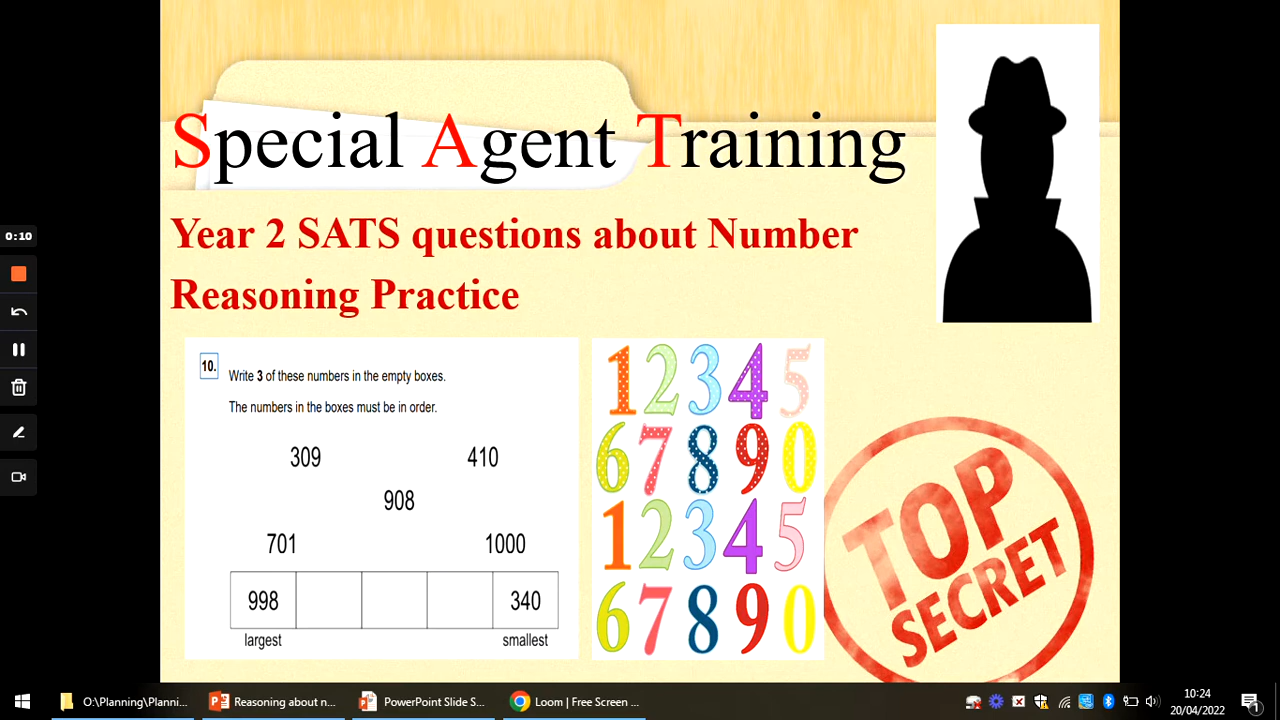 Special Agent Training
Year 2 SATS questions about Number
Reasoning Practice
10.
Write 3 of these numbers in the empty boxes.
The numbers in the boxes must be in order.
309 410
908
701 1000
998 340
largest smallest
1 2 3 4 5
6 7 8 9 0
1 2 3 4 5
6 7 8 9 0
TOP
SECRET
0:10
O:\Planning\Planni...
Reasoning about n...
PowerPoint Slide S...
Loom | Free Screen ...
10:24
20/04/2022
1